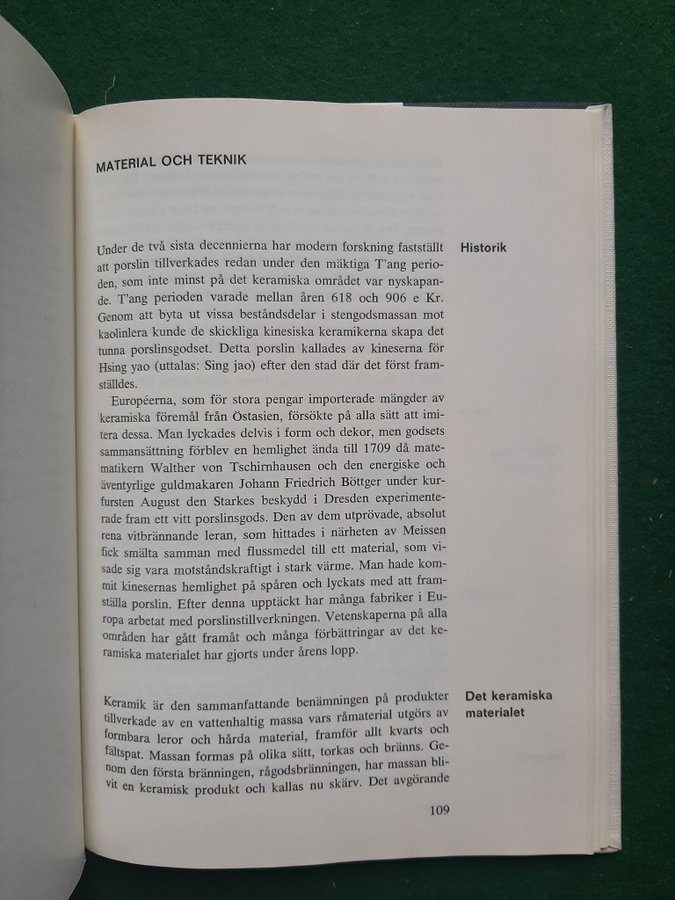 MATERIAL OCH TEKNIK
Historik
Under de två sista decennierna har modern forskning fastställt
att porslin tillverkades redan under den mäktiga T'ang perio-
den, som inte minst på det keramiska området var nyskapan-
de. T'ang perioden varade mellan åren 618 och 906 e Kr.
Genom att byta ut vissa beståndsdelar i stengodsmassan mot
kaolinlera kunde de skickliga kinesiska keramikerna skapa det
tunna porslinsgodset. Detta porslin kallades av kineserna för
Hsing yao (uttalas: Sing jao) efter den stad där det först fram-
ställdes.
Européerna, som för stora pengar importerade mängder av
keramiska föremål från Östasien, försökte på alla sätt att imi-
tera dessa. Man lyckades delvis i form och dekor, men godsets
sammansättning förblev en hemlighet ända till 1709 då mate-
matikern Walther von Tschirnhausen och den energiske och
äventyrlige guldmakaren Johann Friedrich Böttger under kur-
fursten August den Starkes beskydd i Dresden experimente-
rade fram ett vitt porslinsgods. Den av dem utprövade, absolut
rena vitbrännande leran, som hittades i närheten av Meissen
fick smälta samman med flussmedel till ett material, som vi-
sade sig vara motståndskraftigt i stark värme. Man hade kom-
mit kinesernas hemlighet på spåren och lyckats med att fram-
ställa porslin. Efter denna upptäckt har många fabriker i Eu-
ropa arbetat med porslinstillverkningen. Vetenskaperna på alla
områden har gått framåt och många förbättringar av det ke-
ramiska materialet har gjorts under årens lopp.
Det keramiska
materialet
Keramik är den sammanfattande benämningen på produkter
tillverkade av en vattenhaltig massa vars råmaterial utgörs av
formbara leror och hårda material, framför allt kvarts och
fältspat. Massan formas på olika sätt, torkas och bränns. Ge-
nom den första bränningen, rågodsbränningen, har massan bli-
vit en keramisk produkt och kallas nu skärv. Det avgörande
109